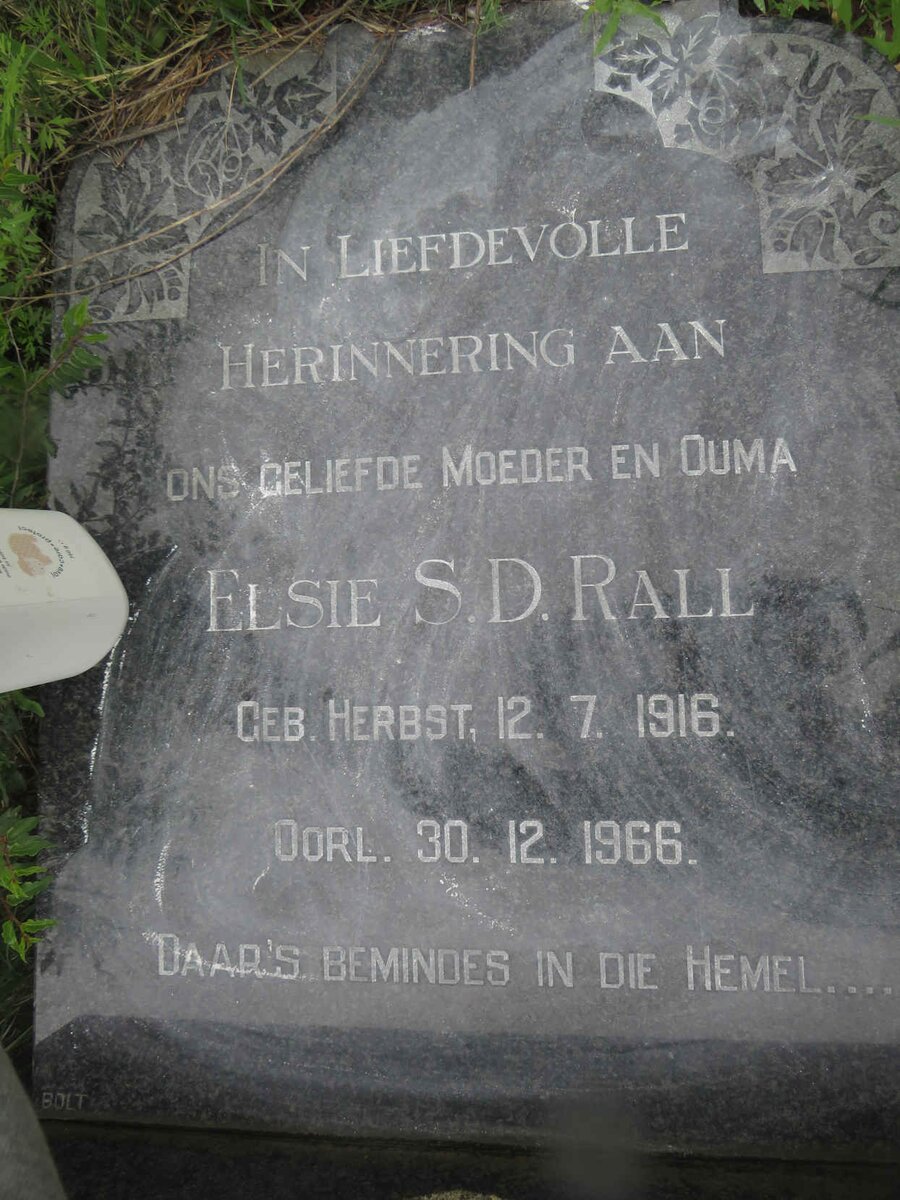 IN LIEFDEVOLLE
HERINNERING AAN
ONS GELIEFDE MOEDER EN OUMA
ELSIE S.D. RALL
GEB. HERBST, 12. 7. 1916.
OORL. 30. 12. 1966.
DAAR'S BEMINDES IN DIE HEMEL....
BOLT